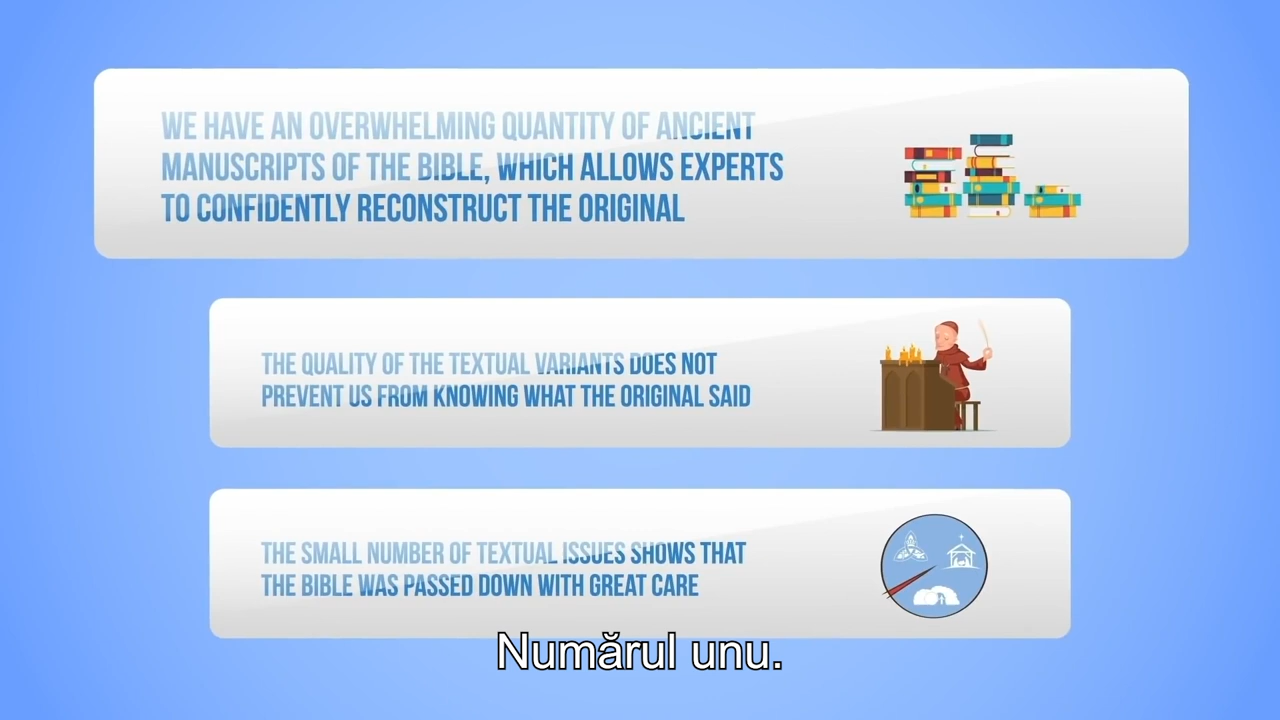 WE HAVE AN OVERWHELMING QUANTITY OF ANCIENT
MANUSCRIPTS OF THE BIBLE, WHICH ALLOWS EXPERTS
TO CONFIDENTLY RECONSTRUCT THE ORIGINAL
THE QUALITY OF THE TEXTUAL VARIANTS DOES NOT
PREVENT US FROM KNOWING WHAT THE ORIGINAL SAID
THE SMALL NUMBER OF TEXTUAL ISSUES SHOWS THAT
THE BIBLE WAS PASSED DOWN WITH GREAT CARE
Numărul unu.